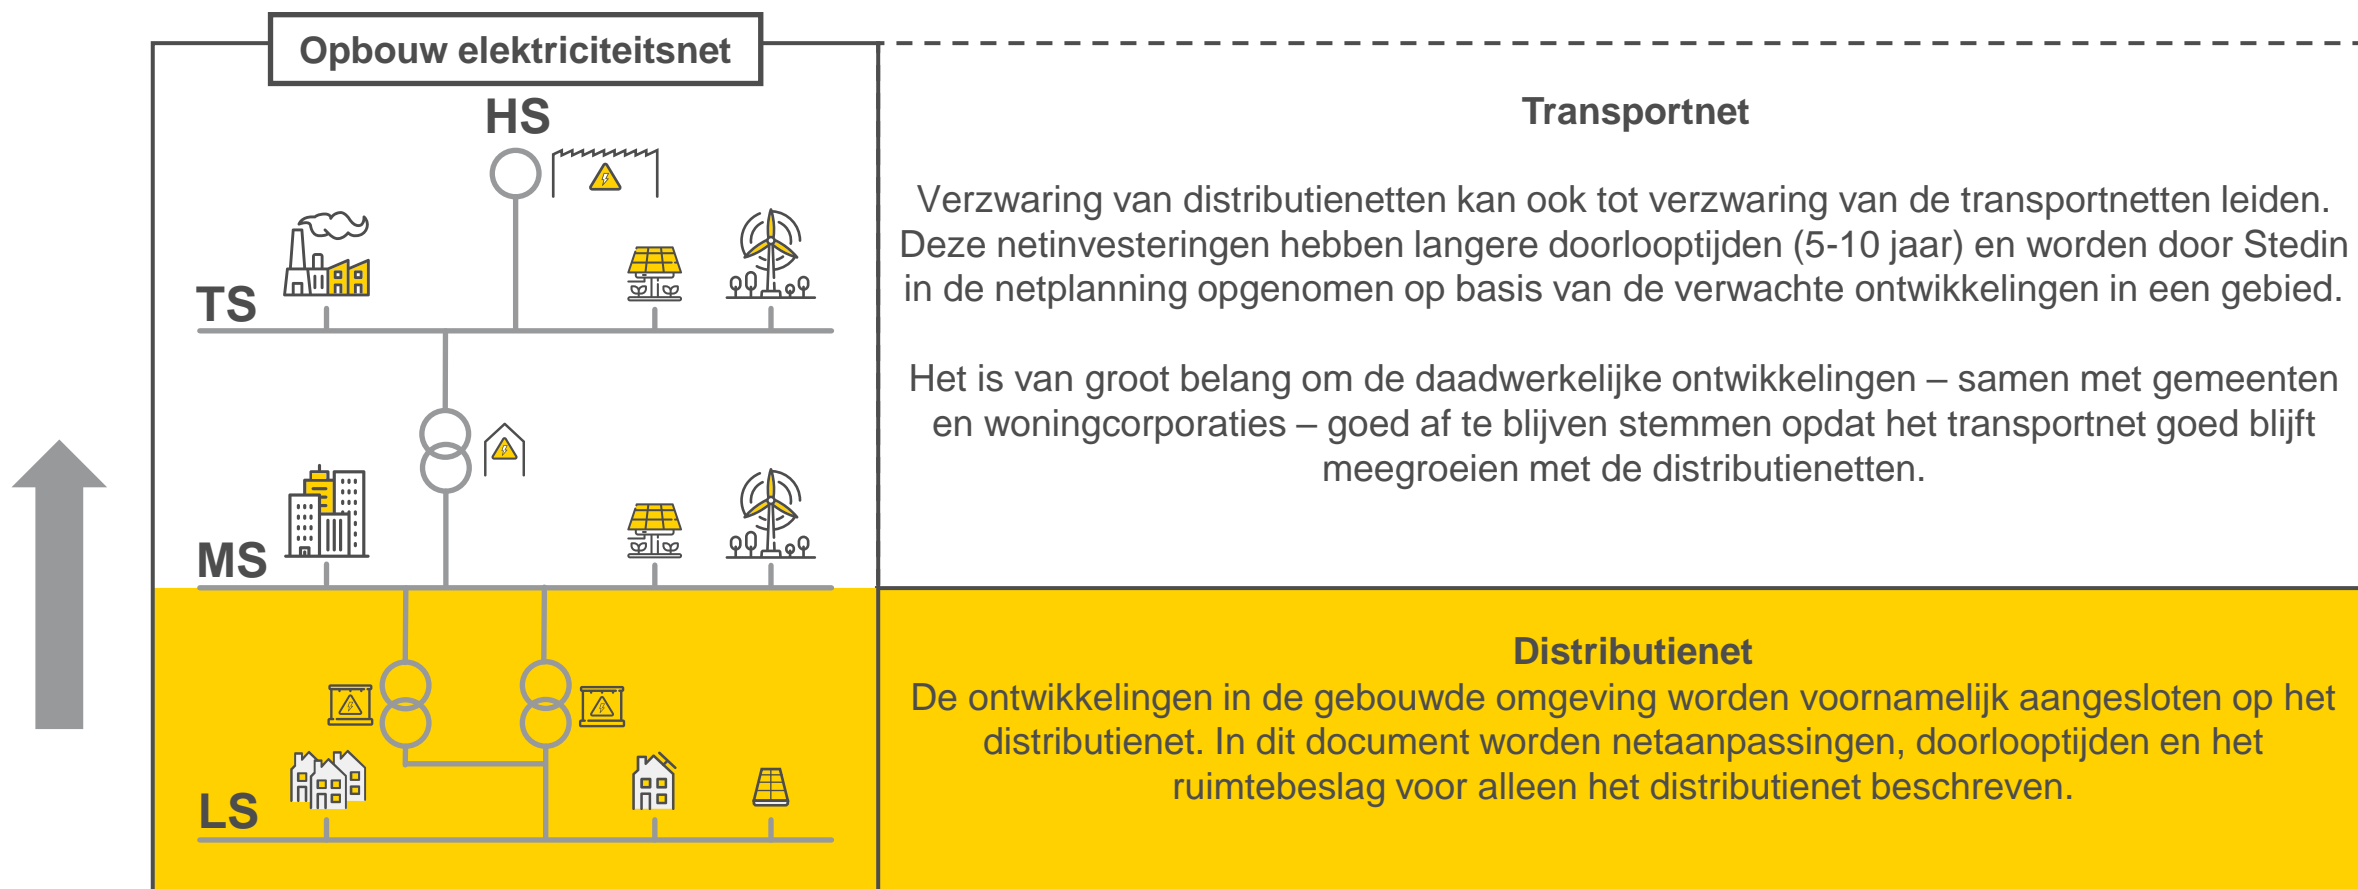 Opbouw elektriciteitsnet
HS
TS
MS
LS
Transportnet
Verzwaring van distributienetten kan ook tot verzwaring van de transportnetten leiden.
Deze netinvesteringen hebben langere doorlooptijden (5-10 jaar) en worden door Stedin
in de netplanning opgenomen op basis van de verwachte ontwikkelingen in een gebied.
Het is van groot belang om de daadwerkelijke ontwikkelingen – samen met gemeenten
en woningcorporaties – goed af te blijven stemmen opdat het transportnet goed blijft
meegroeien met de distributienetten.
Distributienet
De ontwikkelingen in de gebouwde omgeving worden voornamelijk aangesloten op het
distributienet. In dit document worden netaanpassingen, doorlooptijden en het
ruimtebeslag voor alleen het distributienet beschreven.